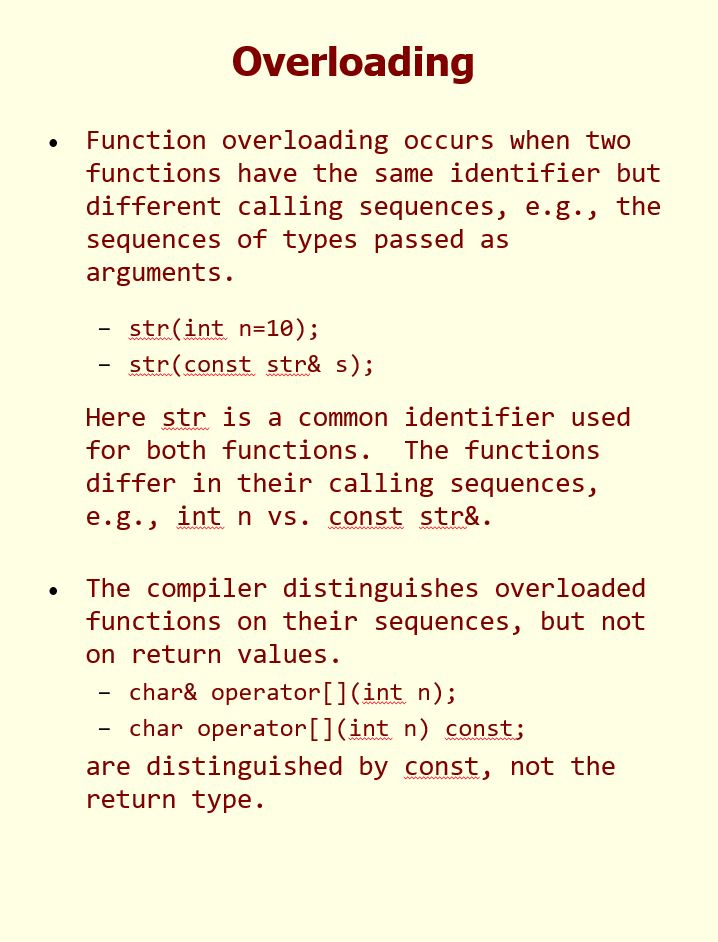 Overloading
• Function overloading occurs when two
functions have the same identifier but
different calling sequences, e.g., the
sequences of types passed as
arguments.
– str(int n=10);
– str(const str& s);
Here str is a common identifier used
for both functions.  The functions
differ in their calling sequences,
e.g., int n vs. const str&.
• The compiler distinguishes overloaded
functions on their sequences, but not
on return values.
– char& operator[](int n);
– char operator[](int n) const;
are distinguished by const, not the
return type.